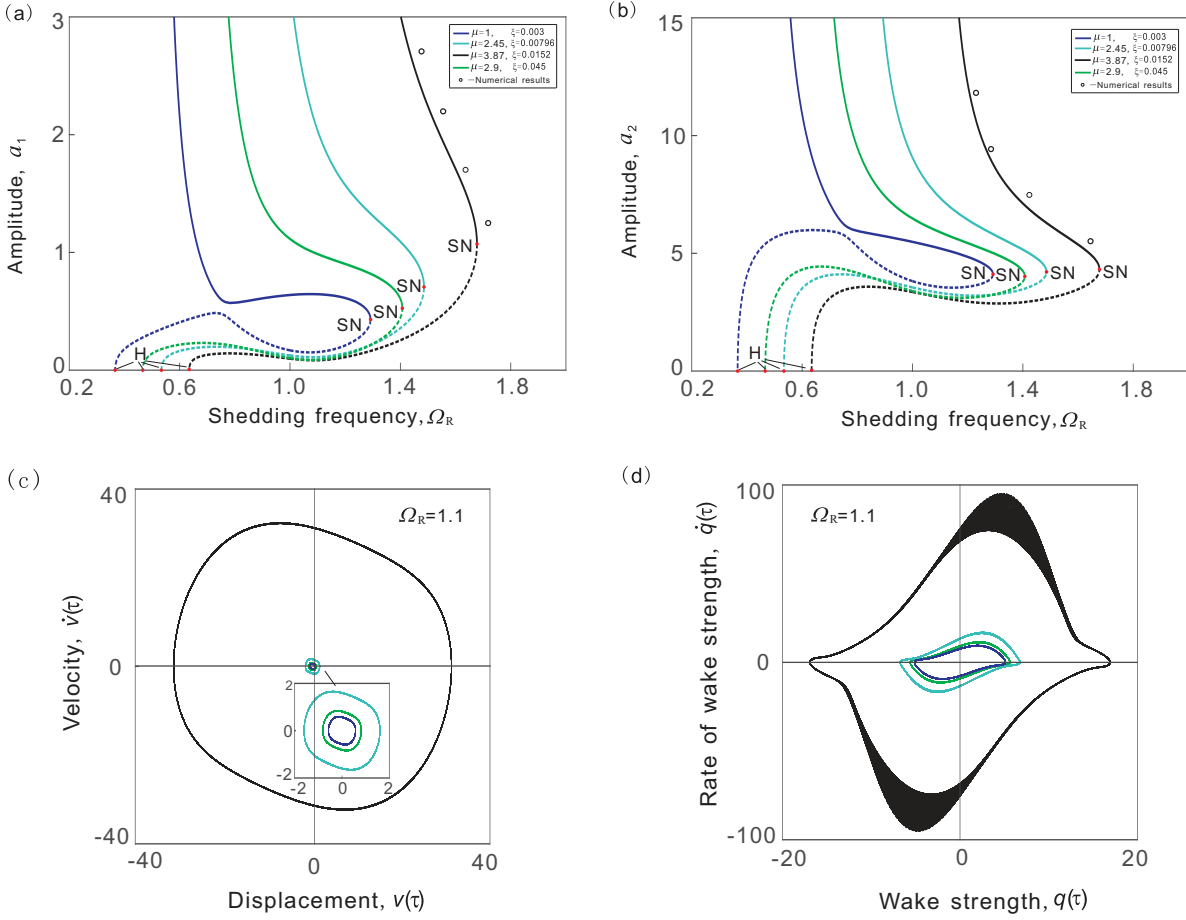 (a)
3
2
1
0
0.2
0.6
1.0
1.4
1.8
Amplitude, a₁
Shedding frequency, Ω_R
μ=1, ξ=0.003
μ=2.45, ξ=0.00796
μ=3.87, ξ=0.0152
μ=2.9, ξ=0.045
–Numerical results
SN
SN
SN
SN
H
(b)
15
10
5
0
0.2
0.6
1.0
1.4
1.8
Amplitude, a₂
Shedding frequency, Ω_R
μ=1, ξ=0.003
μ=2.45, ξ=0.00796
μ=3.87, ξ=0.0152
μ=2.9, ξ=0.045
–Numerical results
SN
SN
SN
SN
H
(c)
40
0
-40
-40
0
40
Ω_R=1.1
Velocity, v̇(τ)
Displacement, v(τ)
2
0
-2
-2
0
2
(d)
100
0
-100
-20
0
20
Ω_R=1.1
Rate of wake strength, q̇(τ)
Wake strength, q(τ)